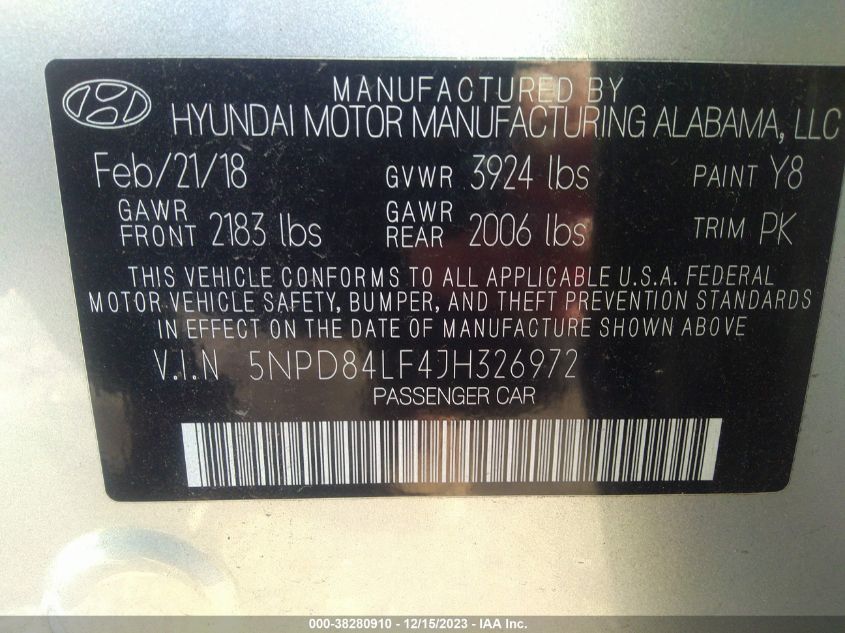 MANUFACTURED BY
HYUNDAI MOTOR MANUFACTURING ALABAMA, LLC
Feb/21/18 GVWR 3924 lbs PAINT Y8
GAWR FRONT 2183 lbs GAWR REAR 2006 lbs TRIM PK
THIS VEHICLE CONFORMS TO ALL APPLICABLE U.S.A. FEDERAL
MOTOR VEHICLE SAFETY, BUMPER, AND THEFT PREVENTION STANDARDS
IN EFFECT ON THE DATE OF MANUFACTURE SHOWN ABOVE
V.I.N 5NPD84LF4JH326972
PASSENGER CAR
000-38280910 - 12/15/2023 - IAA Inc.